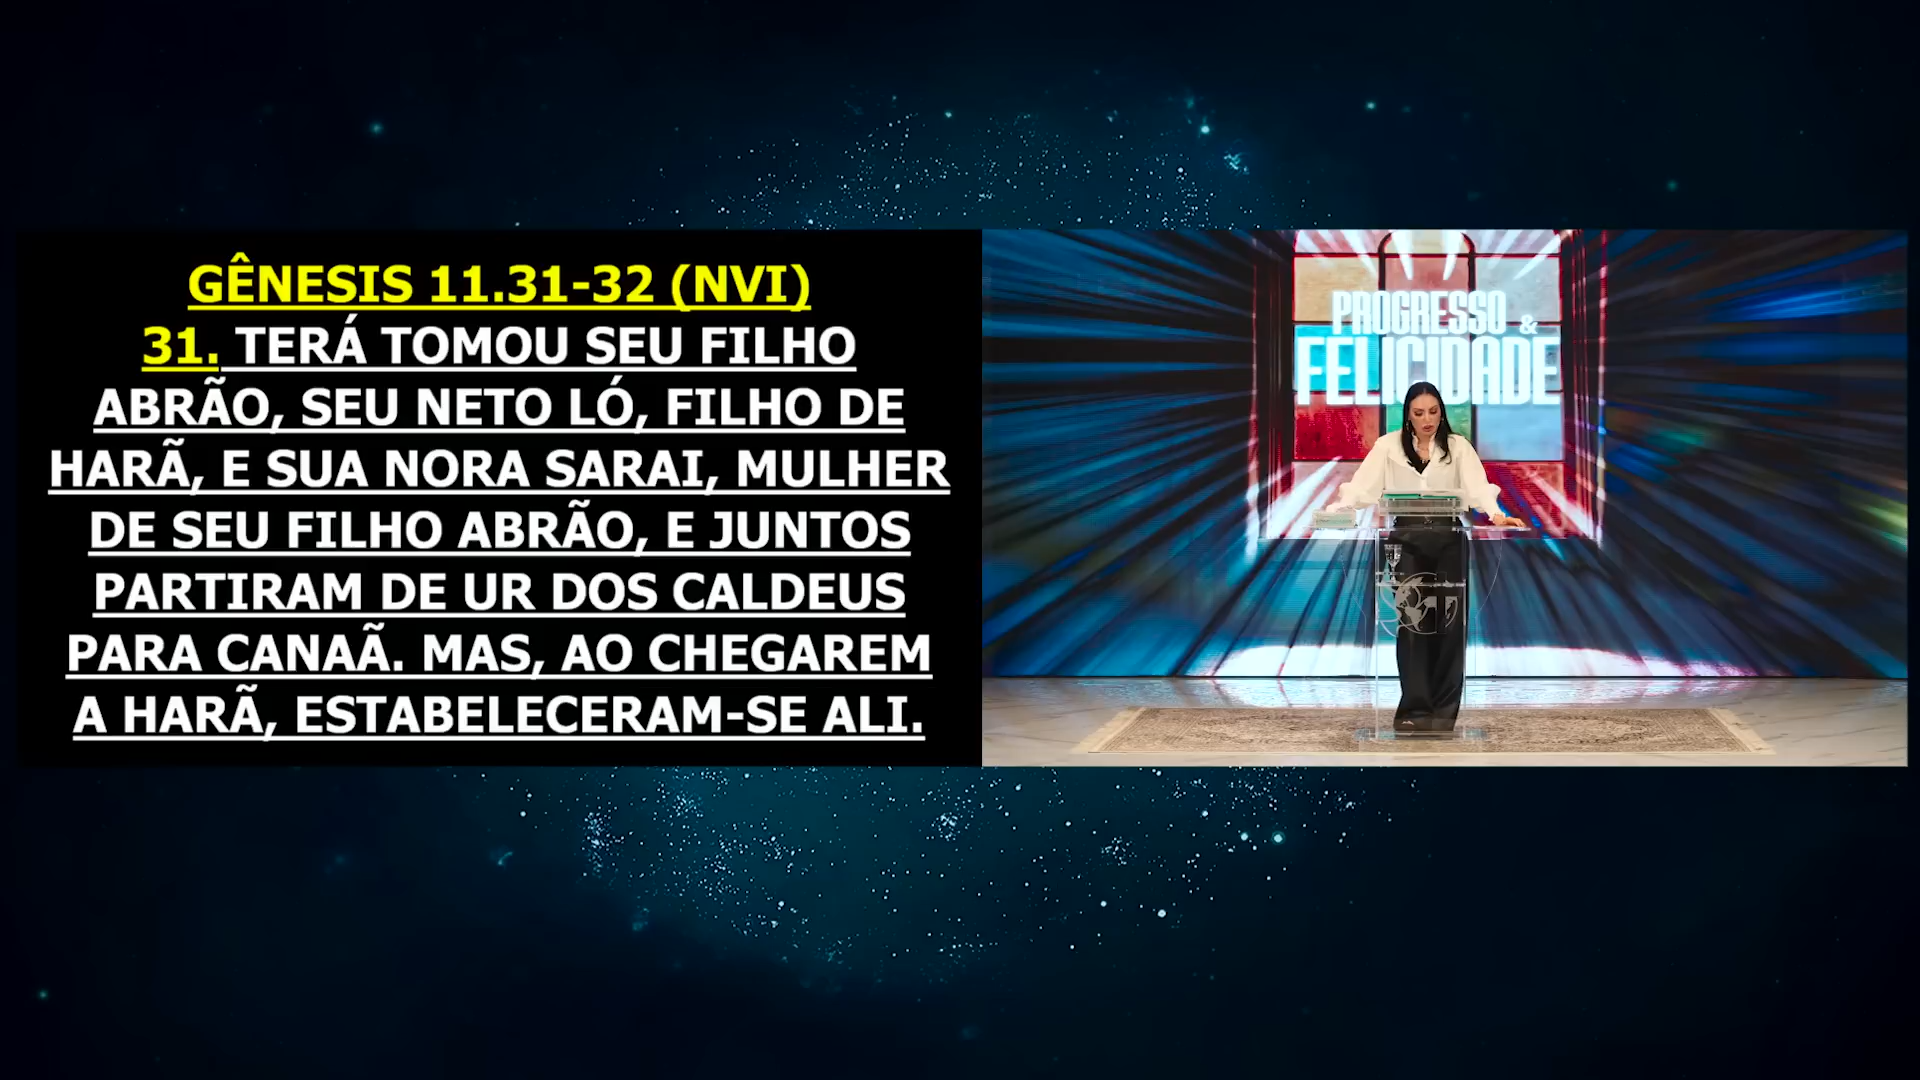 GÊNESIS 11.31-32 (NVI)
31. TERÁ TOMOU SEU FILHO
ABRÃO, SEU NETO LÓ, FILHO DE
HARÃ, E SUA NORA SARAI, MULHER
DE SEU FILHO ABRÃO, E JUNTOS
PARTIRAM DE UR DOS CALDEUS
PARA CANAÃ. MAS, AO CHEGAREM
A HARÃ, ESTABELECERAM-SE ALI.
PROGRESSO &
FELICIDADE